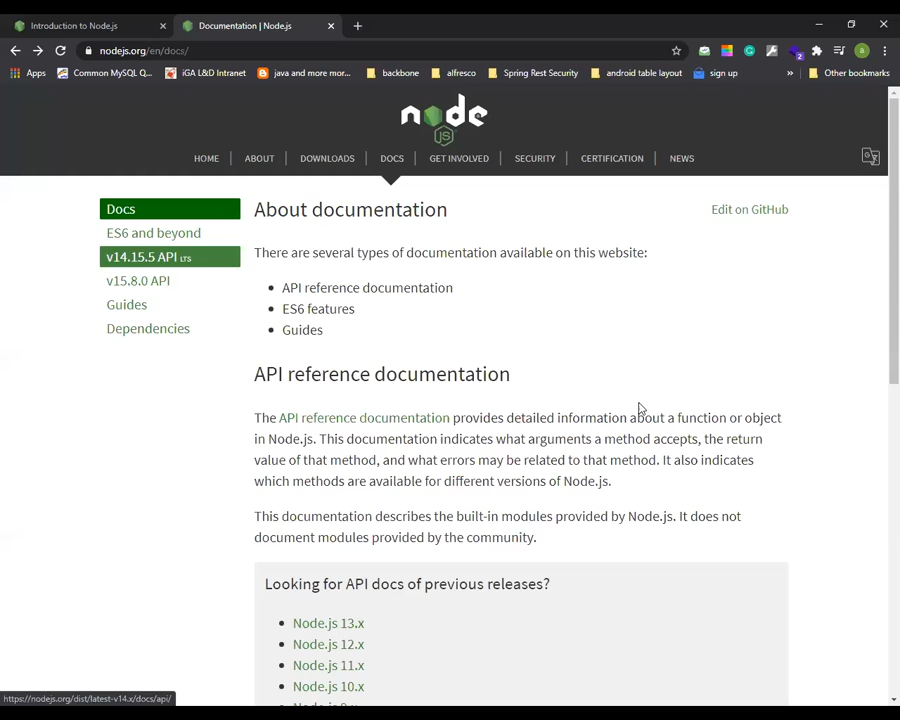 Introduction to Node.js
Documentation | Node.js
nodejs.org/en/docs/
2
a
Apps
Common MySQL Q...
iGA L&D Intranet
java and more mor...
backbone
alfresco
Spring Rest Security
android table layout
sign up
»
Other bookmarks
node
JS
HOME | ABOUT | DOWNLOADS | DOCS | GET INVOLVED | SECURITY | CERTIFICATION | NEWS
Docs
ES6 and beyond
v14.15.5 API LTS
v15.8.0 API
Guides
Dependencies
About documentation
Edit on GitHub
There are several types of documentation available on this website:
• API reference documentation
• ES6 features
• Guides
API reference documentation
The API reference documentation provides detailed information about a function or object
in Node.js. This documentation indicates what arguments a method accepts, the return
value of that method, and what errors may be related to that method. It also indicates
which methods are available for different versions of Node.js.
This documentation describes the built-in modules provided by Node.js. It does not
document modules provided by the community.
Looking for API docs of previous releases?
• Node.js 13.x
• Node.js 12.x
• Node.js 11.x
• Node.js 10.x
https://nodejs.org/dist/latest-v14.x/docs/api/